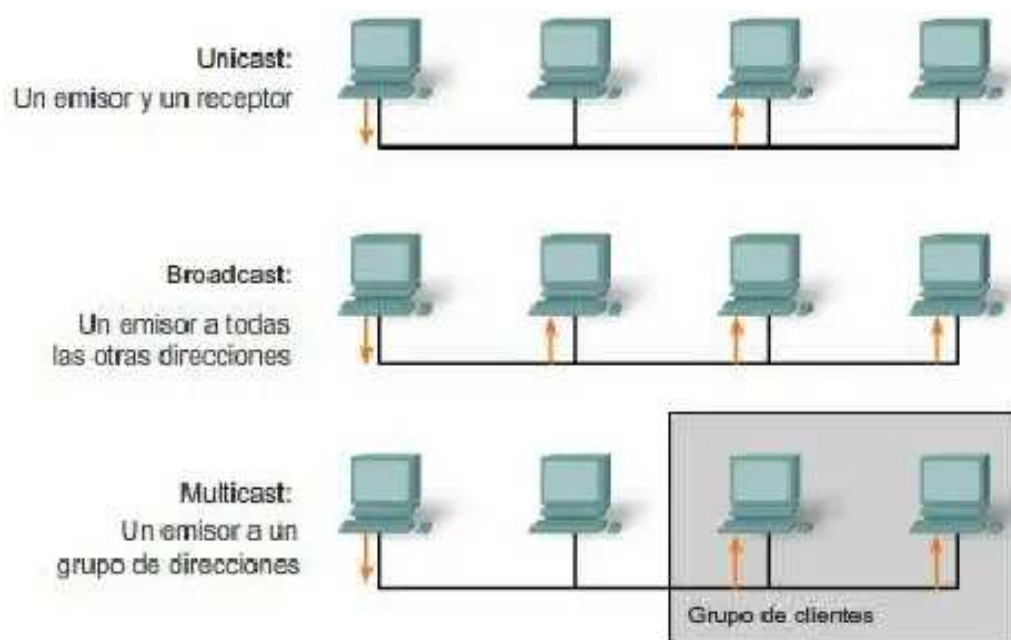 Unicast:
Un emisor y un receptor
Broadcast:
Un emisor a todas
las otras direcciones
Multicast:
Un emisor a un
grupo de direcciones
Grupo de clientes